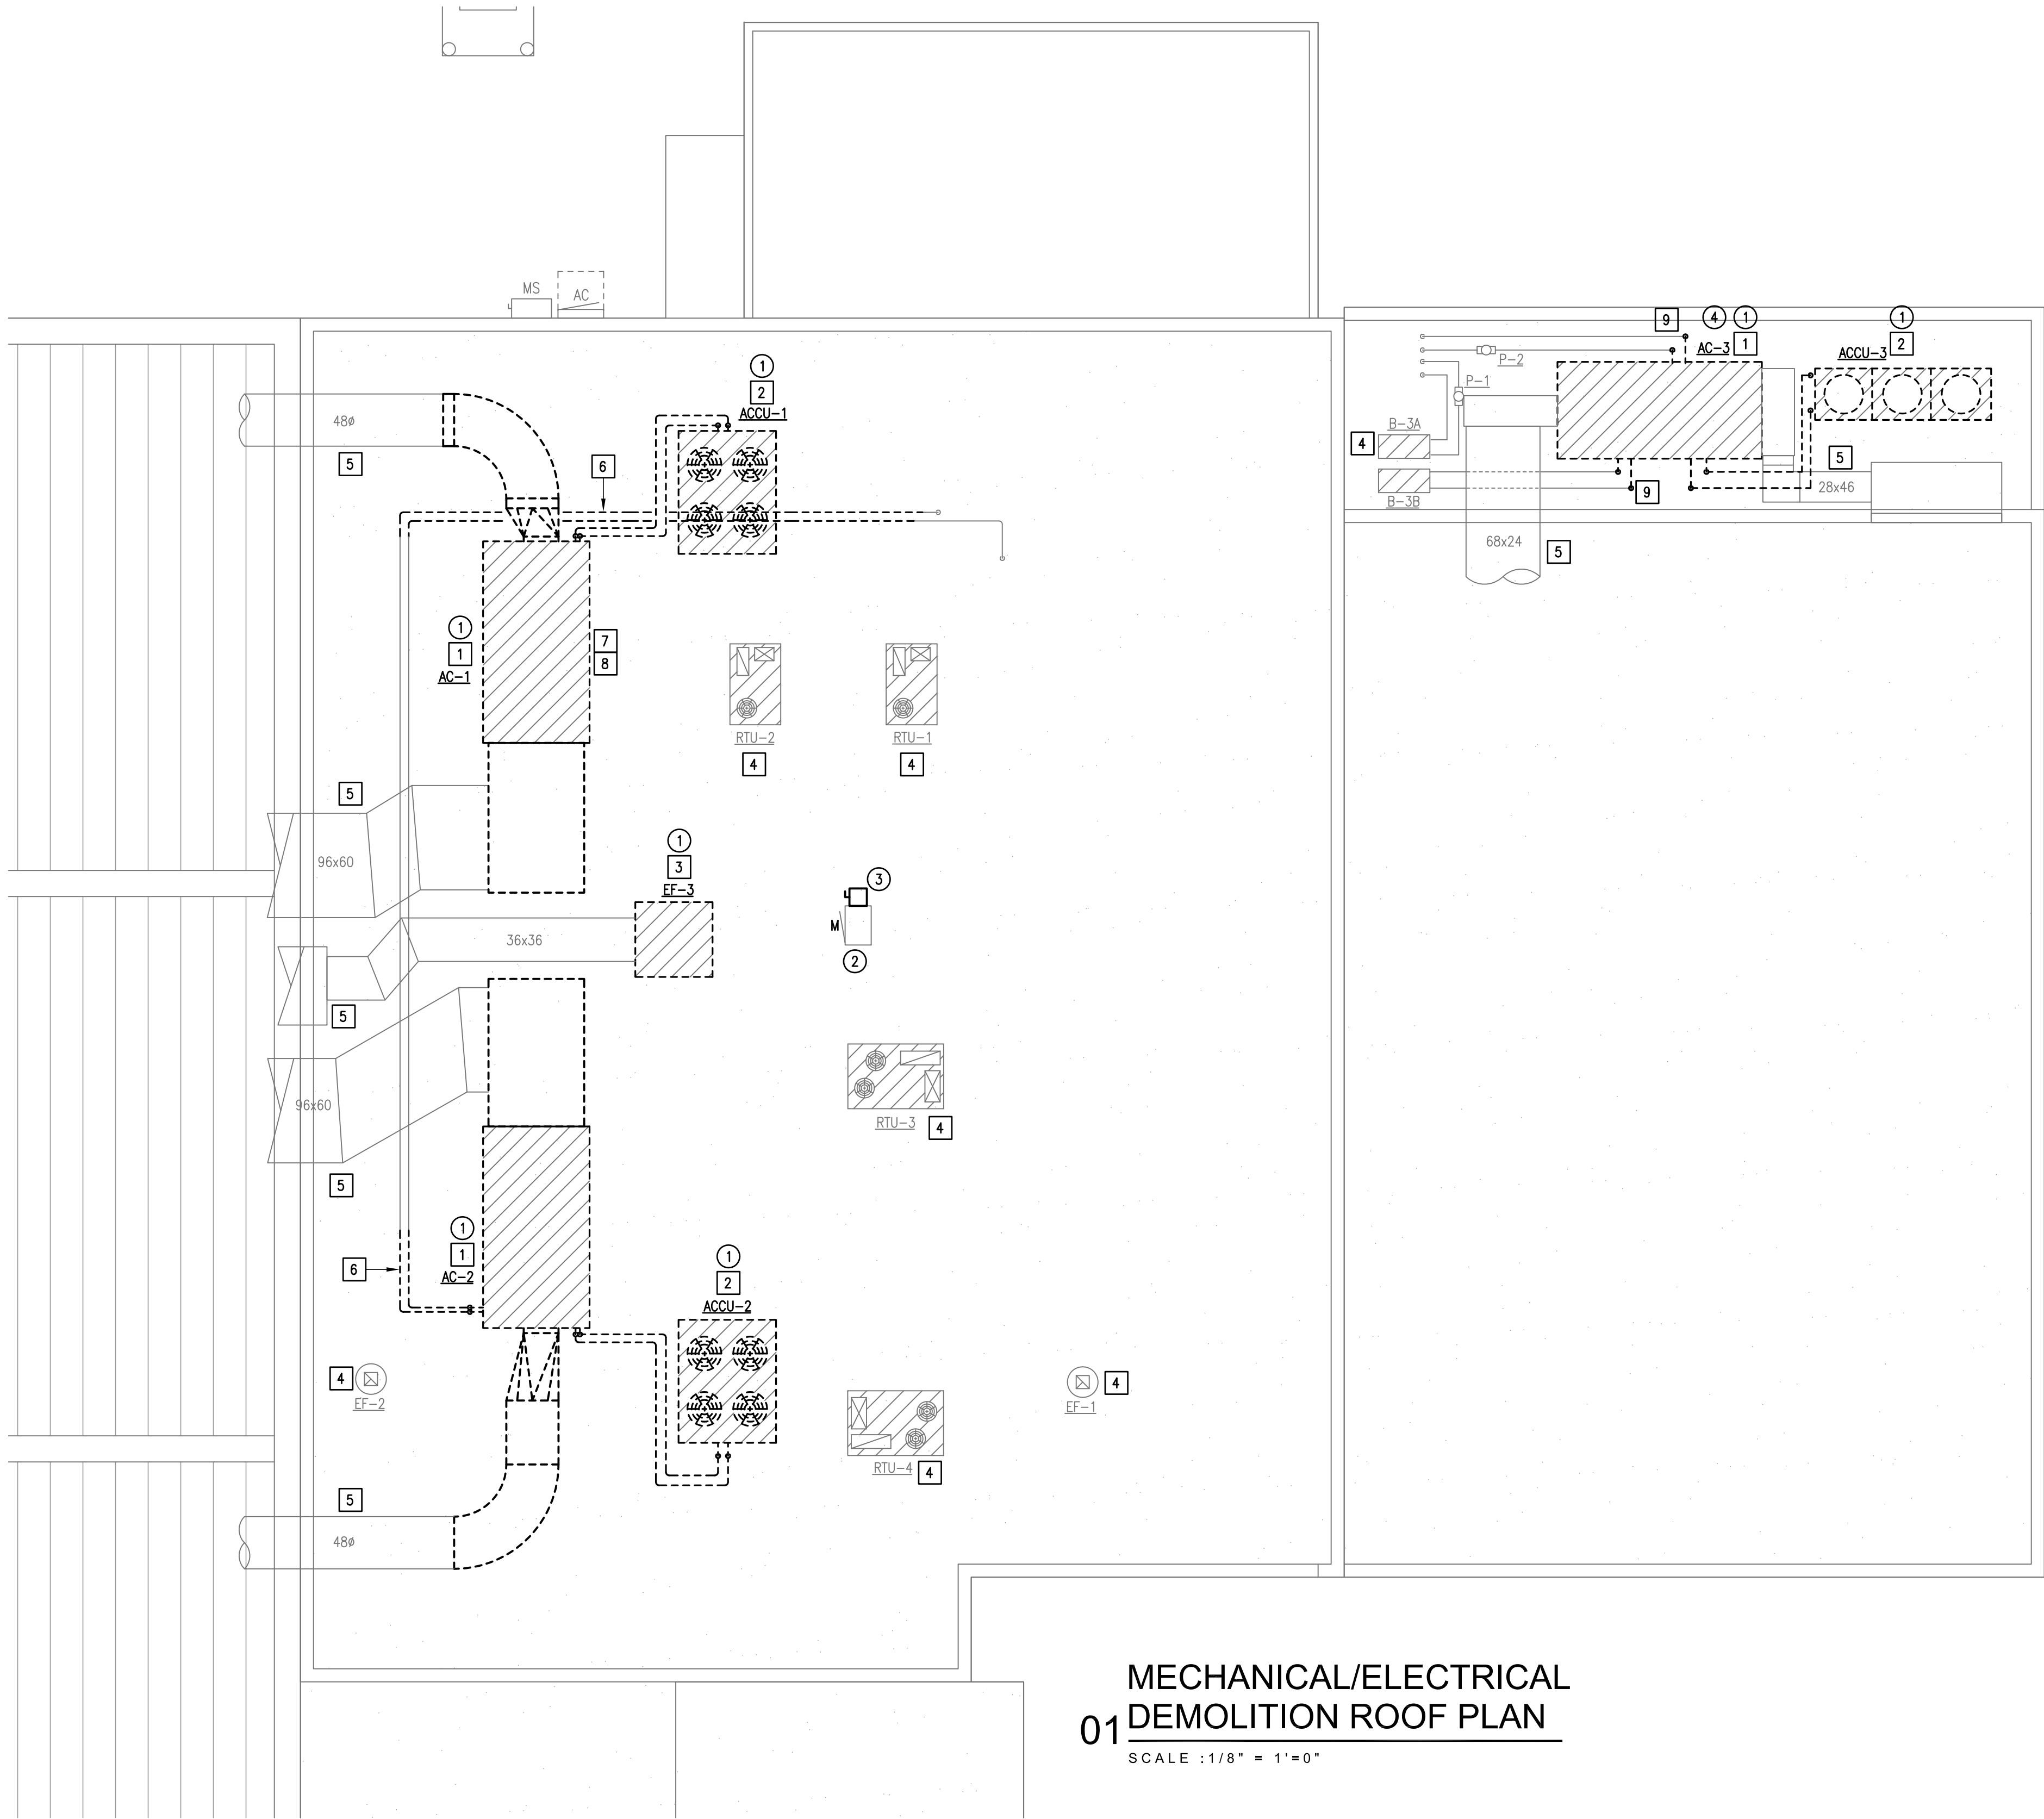 MS
AC
1
2
ACCU-1
48ø
5
6
9
4
1
AC-3
1
1
2
ACCU-3
P-2
P-1
B-3A
4
B-3B
9
5
28x46
68x24
5
1
1
AC-1
7
8
RTU-2
4
RTU-1
4
5
96x60
1
3
EF-3
3
M
2
36x36
5
96x60
5
RTU-3
4
6
1
1
AC-2
1
2
ACCU-2
4
EF-2
EF-1
4
RTU-4
4
5
48ø
01
MECHANICAL/ELECTRICAL
DEMOLITION ROOF PLAN
SCALE :1/8" = 1'=0"